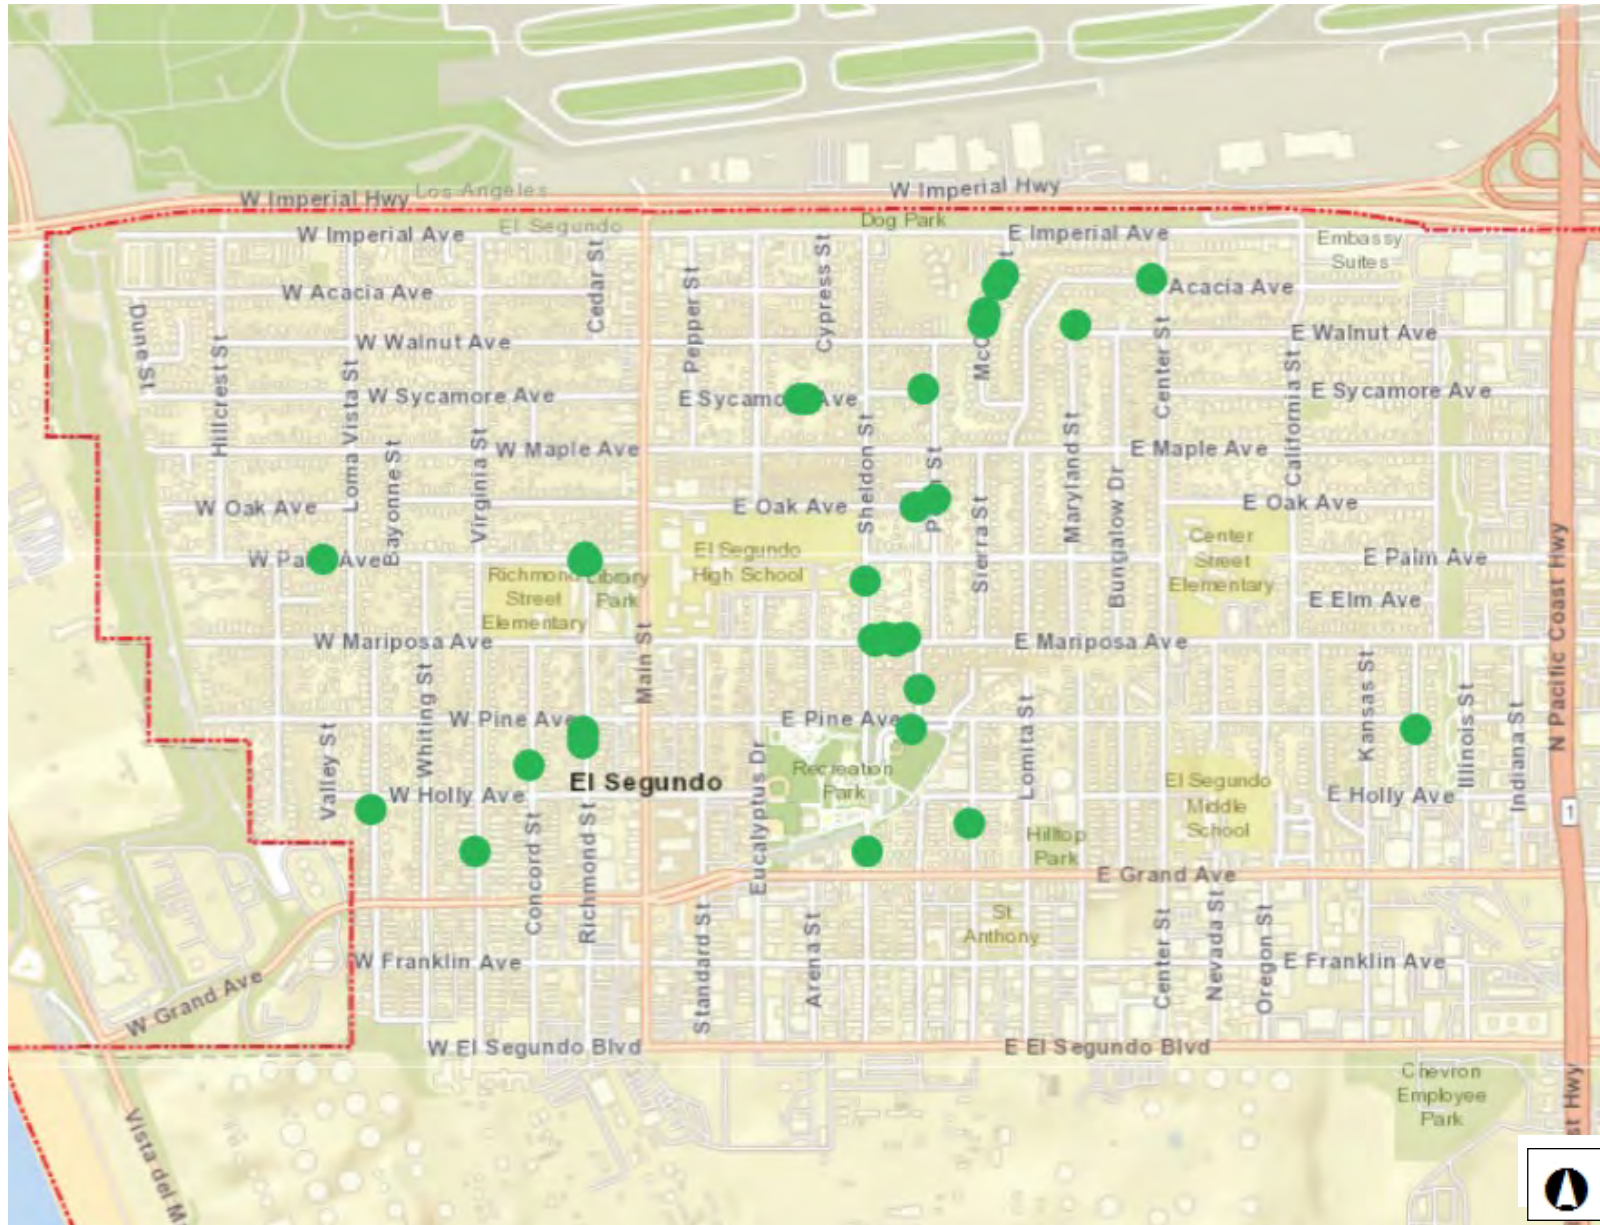 W Imperial Hwy
Los Angeles
W Imperial Hwy
Dog Park
W Imperial Ave
El Segundo
E Imperial Ave
Embassy
Suites
Cedar St
Cypress St
Pepper St
W Acacia Ave
Acacia Ave
Dune St
Hillcrest St
W Walnut Ave
E Walnut Ave
Loma Vista St
W Sycamore Ave
E Sycamore Ave
Center St
California St
Bayonne St
Virginia St
W Maple Ave
Sheldon St
E Maple Ave
Maryland St
Bungalow Dr
W Oak Ave
E Oak Ave
Sierra St
E Oak Ave
El Segundo
High School
Center
Street
Elementary
Ave
E Palm Ave
Richmond
Street
Elementary
Library
Park
E Elm Ave
N Pacific Coast Hwy
W Mariposa Ave
Main St
E Mariposa Ave
Whiting St
Valley St
W Pine Ave
E Pine Ave
Lomita St
Kansas St
Illinois St
Indiana St
Eucalyptus Dr
El Segundo
Recreation
Park
El Segundo
Middle
School
W Holly Ave
E Holly Ave
1
Concord St
Richmond St
Hilltop
Park
E Grand Ave
Standard St
Arena St
St
Anthony
Center St
Nevada St
Oregon St
W Franklin Ave
E Franklin Ave
W Grand Ave
W El Segundo Blvd
E El Segundo Blvd
Chevron
Employee
Park
Vista del M
st Hwy